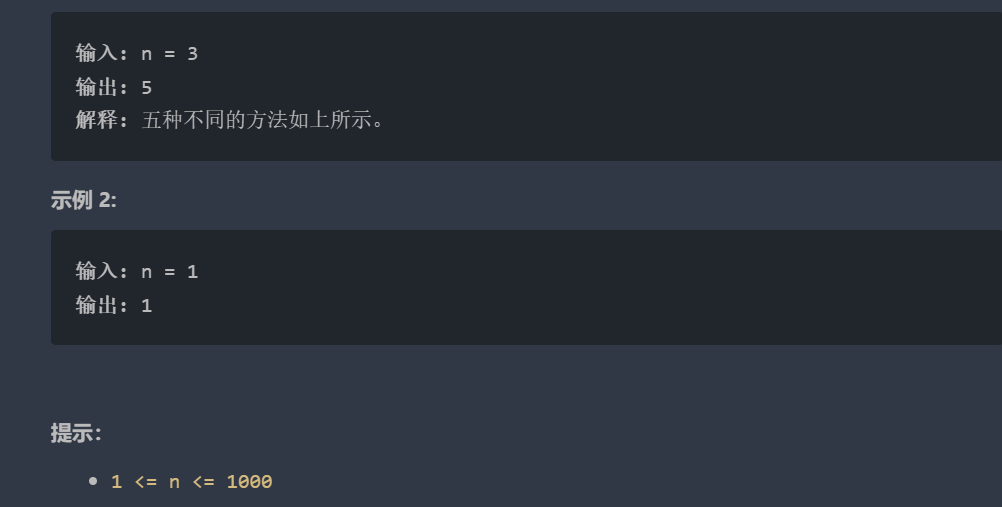 输入：n = 3
输出：5
解释：五种不同的方法如上所示。
示例 2:
输入：n = 1
输出：1
提示：
1 <= n <= 1000